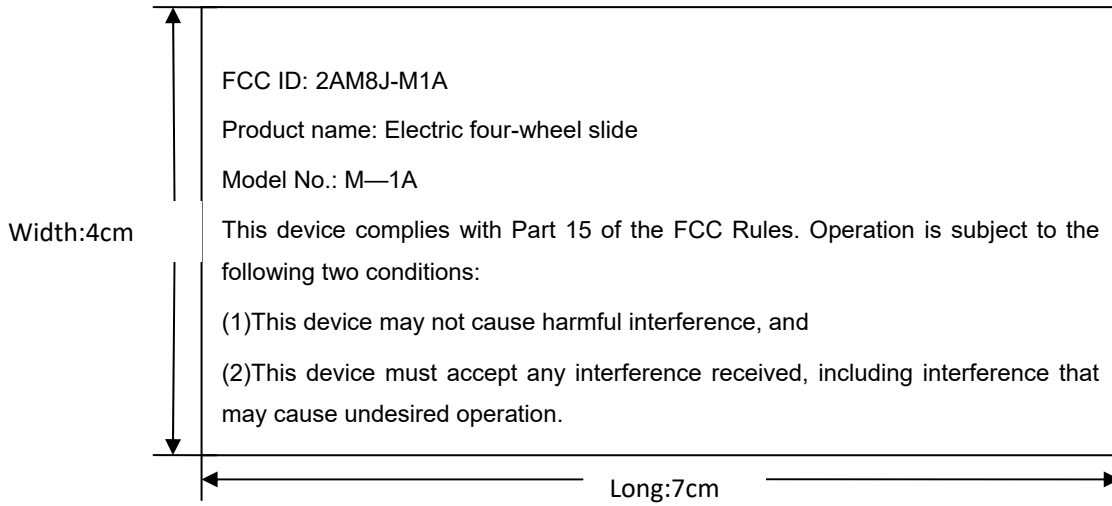 FCC ID: 2AM8J-M1A
Product name: Electric four-wheel slide
Model No.: M—1A
Width:4cm
This device complies with Part 15 of the FCC Rules. Operation is subject to the
following two conditions:
(1)This device may not cause harmful interference, and
(2)This device must accept any interference received, including interference that
may cause undesired operation.
Long:7cm